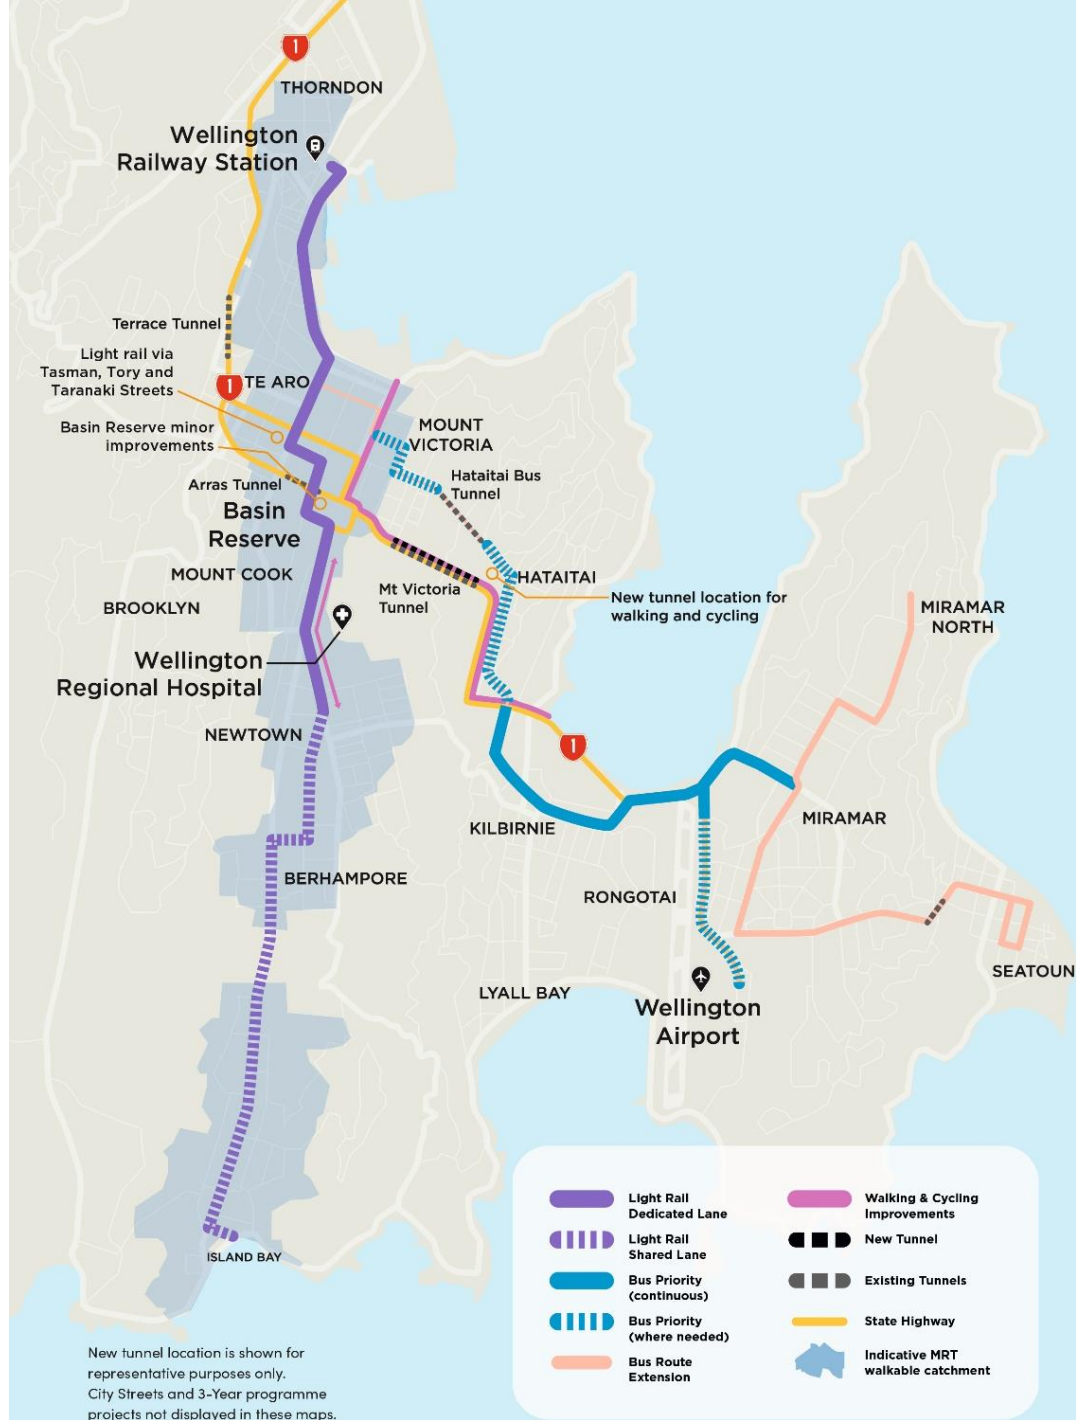 1
THORNDON
Wellington
Railway Station
Terrace Tunnel
Light rail via
Tasman, Tory and
Taranaki Streets
1
TE ARO
Basin Reserve minor
improvements
MOUNT
VICTORIA
Arras Tunnel
Hataitai Bus
Tunnel
Basin
Reserve
MOUNT COOK
Mt Victoria
Tunnel
HATAITAI
New tunnel location for
walking and cycling
BROOKLYN
MIRAMAR
NORTH
Wellington
Regional Hospital
NEWTOWN
1
KILBIRNIE
MIRAMAR
BERHAMPORE
RONGOTAI
SEATOUN
LYALL BAY
Wellington
Airport
ISLAND BAY
Light Rail
Dedicated Lane
Light Rail
Shared Lane
Bus Priority
(continuous)
Bus Priority
(where needed)
Bus Route
Extension
Walking & Cycling
Improvements
New Tunnel
Existing Tunnels
State Highway
Indicative MRT
walkable catchment
New tunnel location is shown for
representative purposes only.
City Streets and 3-Year programme
projects not displayed in these maps.